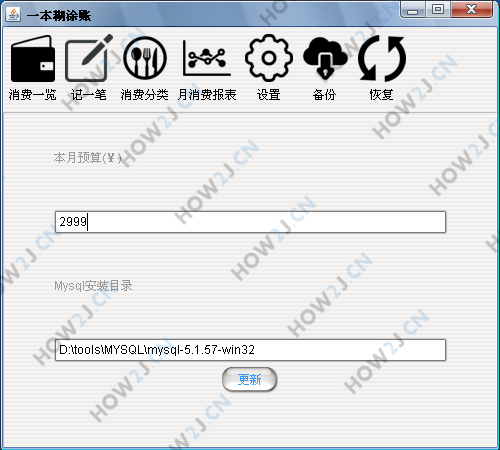 一本糊涂账
消费一览 记一笔 消费分类 月消费报表 设置 备份 恢复
本月预算(¥)
2999
Mysql安装目录
D:\tools\MYSQL\mysql-5.1.57-win32
更新
HOW2J.CN
HOW2J.CN
HOW2J.CN
HOW2J.CN
HOW2J.CN
HOW2J.CN
HOW2J.CN
HOW2J.CN
HOW2J.CN